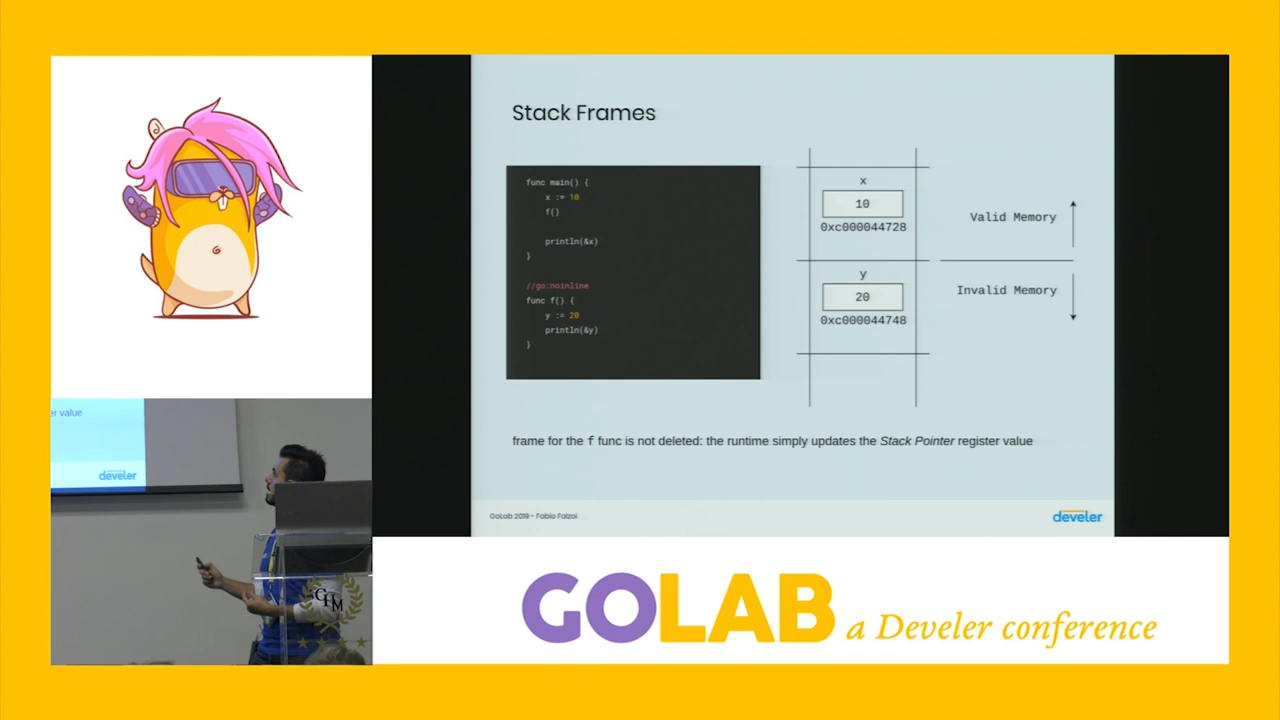 Stack Frames
func main() {
x := 10
f()
println(&x)
}
//go:noinline
func f() {
y := 20
println(&y)
}
x
10
0xc000044728
y
20
0xc000044748
Valid Memory
Invalid Memory
frame for the f func is not deleted: the runtime simply updates the Stack Pointer register value
GoLab 2019 - Fabio Falzoi
develer
er value
develer
GHM
GOLAB
a Develer conference